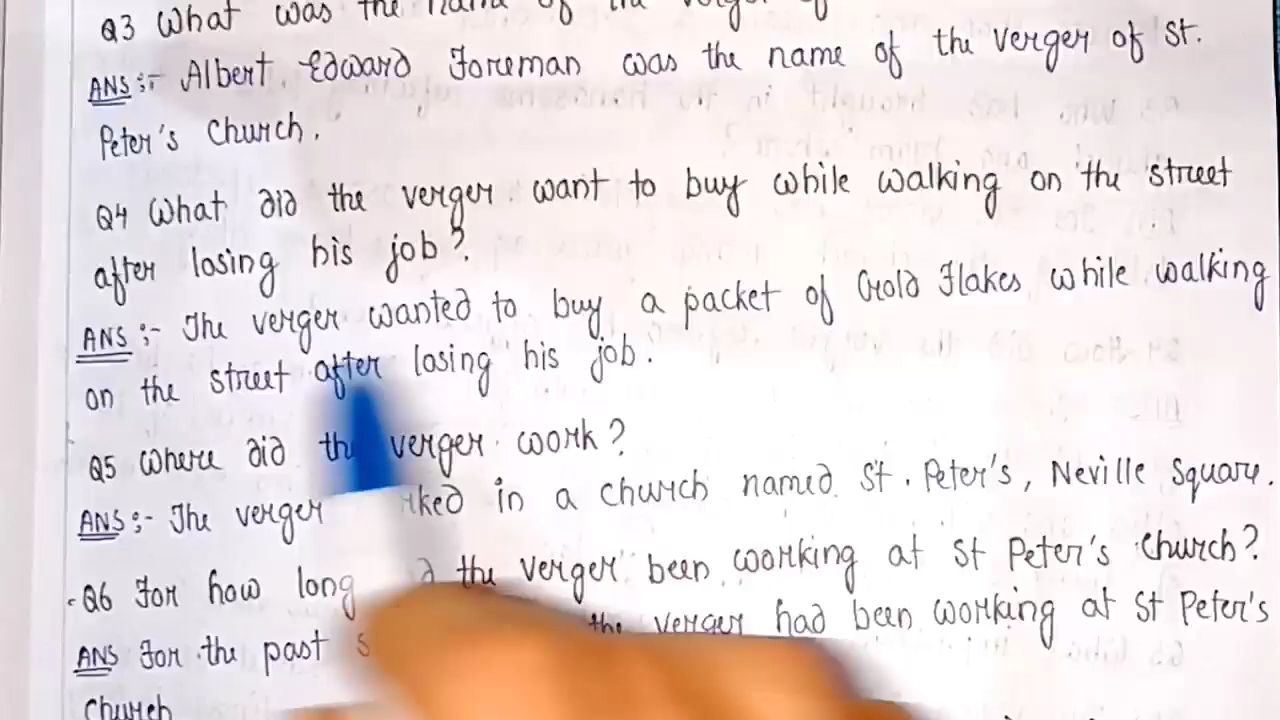 Q3 What was the name of the verger of
ANS :- Albert Edward Foreman was the name of the verger of St.
Peter's Church.
Q4 What did the verger want to buy while walking on the street
after losing his job?
ANS :- The verger wanted to buy a packet of Gold Flakes while walking
on the street after losing his job.
Q5 Where did the verger work?
ANS :- The verger in a church named St. Peter's, Neville Square.
Q6 For how long the verger been working at St Peter's Church?
ANS For the past the verger had been working at St Peter's
Church